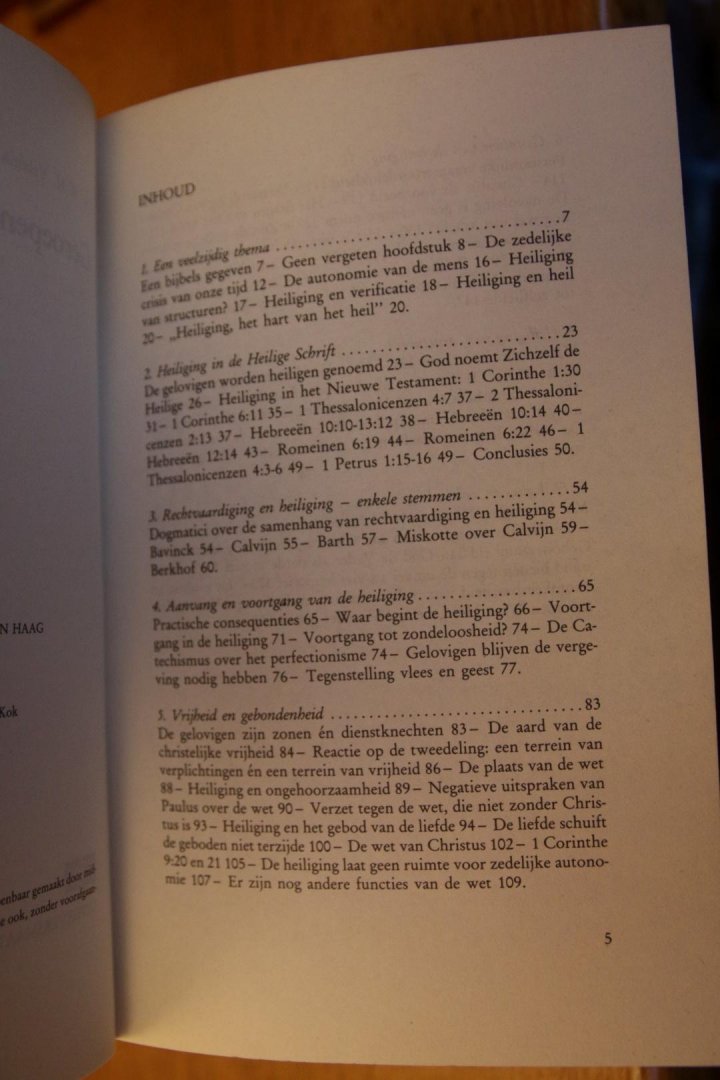 N HAAG
Kok
enbaar gemaakt door
e ook, zonder
INHOUD
1. Een veelzijdig thema ................................7
Een bijbels gegeven 7– Geen vergeten hoofdstuk 8– De zedelijke
crisis van onze tijd 12– De autonomie van de mens 16– Heiliging
van structuren? 17– Heiliging en verificatie 18– Heiliging en heil
20– „Heiliging, het hart van het heil” 20.
2. Heiliging in de Heilige Schrift .........................23
De gelovigen worden heiligen genoemd 23– God noemt Zichzelf de
Heilige 26– Heiliging in het Nieuwe Testament: 1 Corinthe 1:30
31– 1 Corinthe 6:11 35– 1 Thessalonicenzen 4:7 37– 2 Thessaloni-
cenzen 2:13 37– Hebreeën 10:10-13:12 38– Hebreeën 10:14 40–
Hebreeën 12:14 43– Romeinen 6:19 44– Romeinen 6:22 46– 1
Thessalonicenzen 4:3-6 49– 1 Petrus 1:15-16 49– Conclusies 50.
3. Rechtvaardiging en heiliging – enkele stemmen ............54
Dogmatici over de samenhang van rechtvaardiging en heiliging 54–
Bavinck 54– Calvijn 55– Barth 57– Miskotte over Calvijn 59–
Berkhof 60.
4. Aanvang en voortgang van de heiliging ..................65
Practische consequenties 65– Waar begint de heiliging? 66– Voort-
gang in de heiliging 71– Voortgang tot zondeloosheid? 74– De Ca-
techismus over het perfectionisme 74– Gelovigen blijven de verge-
ving nodig hebben 76– Tegenstelling vlees en geest 77.
5. Vrijheid en gebondenheid .............................83
De gelovigen zijn zonen én dienstknechten 83– De aard van de
christelijke vrijheid 84– Reactie op de tweedeling: een terrein van
verplichtingen én een terrein van vrijheid 86– De plaats van de wet
88– Heiliging en ongehoorzaamheid 89– Negatieve uitspraken van
Paulus over de wet 90– Verzet tegen de wet, die niet zonder Chris-
tus is 93– Heiliging en het gebod van de liefde 94– De liefde schuift
de geboden niet terzijde 100– De wet van Christus 102– 1 Corinthe
9:20 en 21 105– De heiliging laat geen ruimte voor zedelijke autono-
mie 107– Er zijn nog andere functies van de wet 109.
5